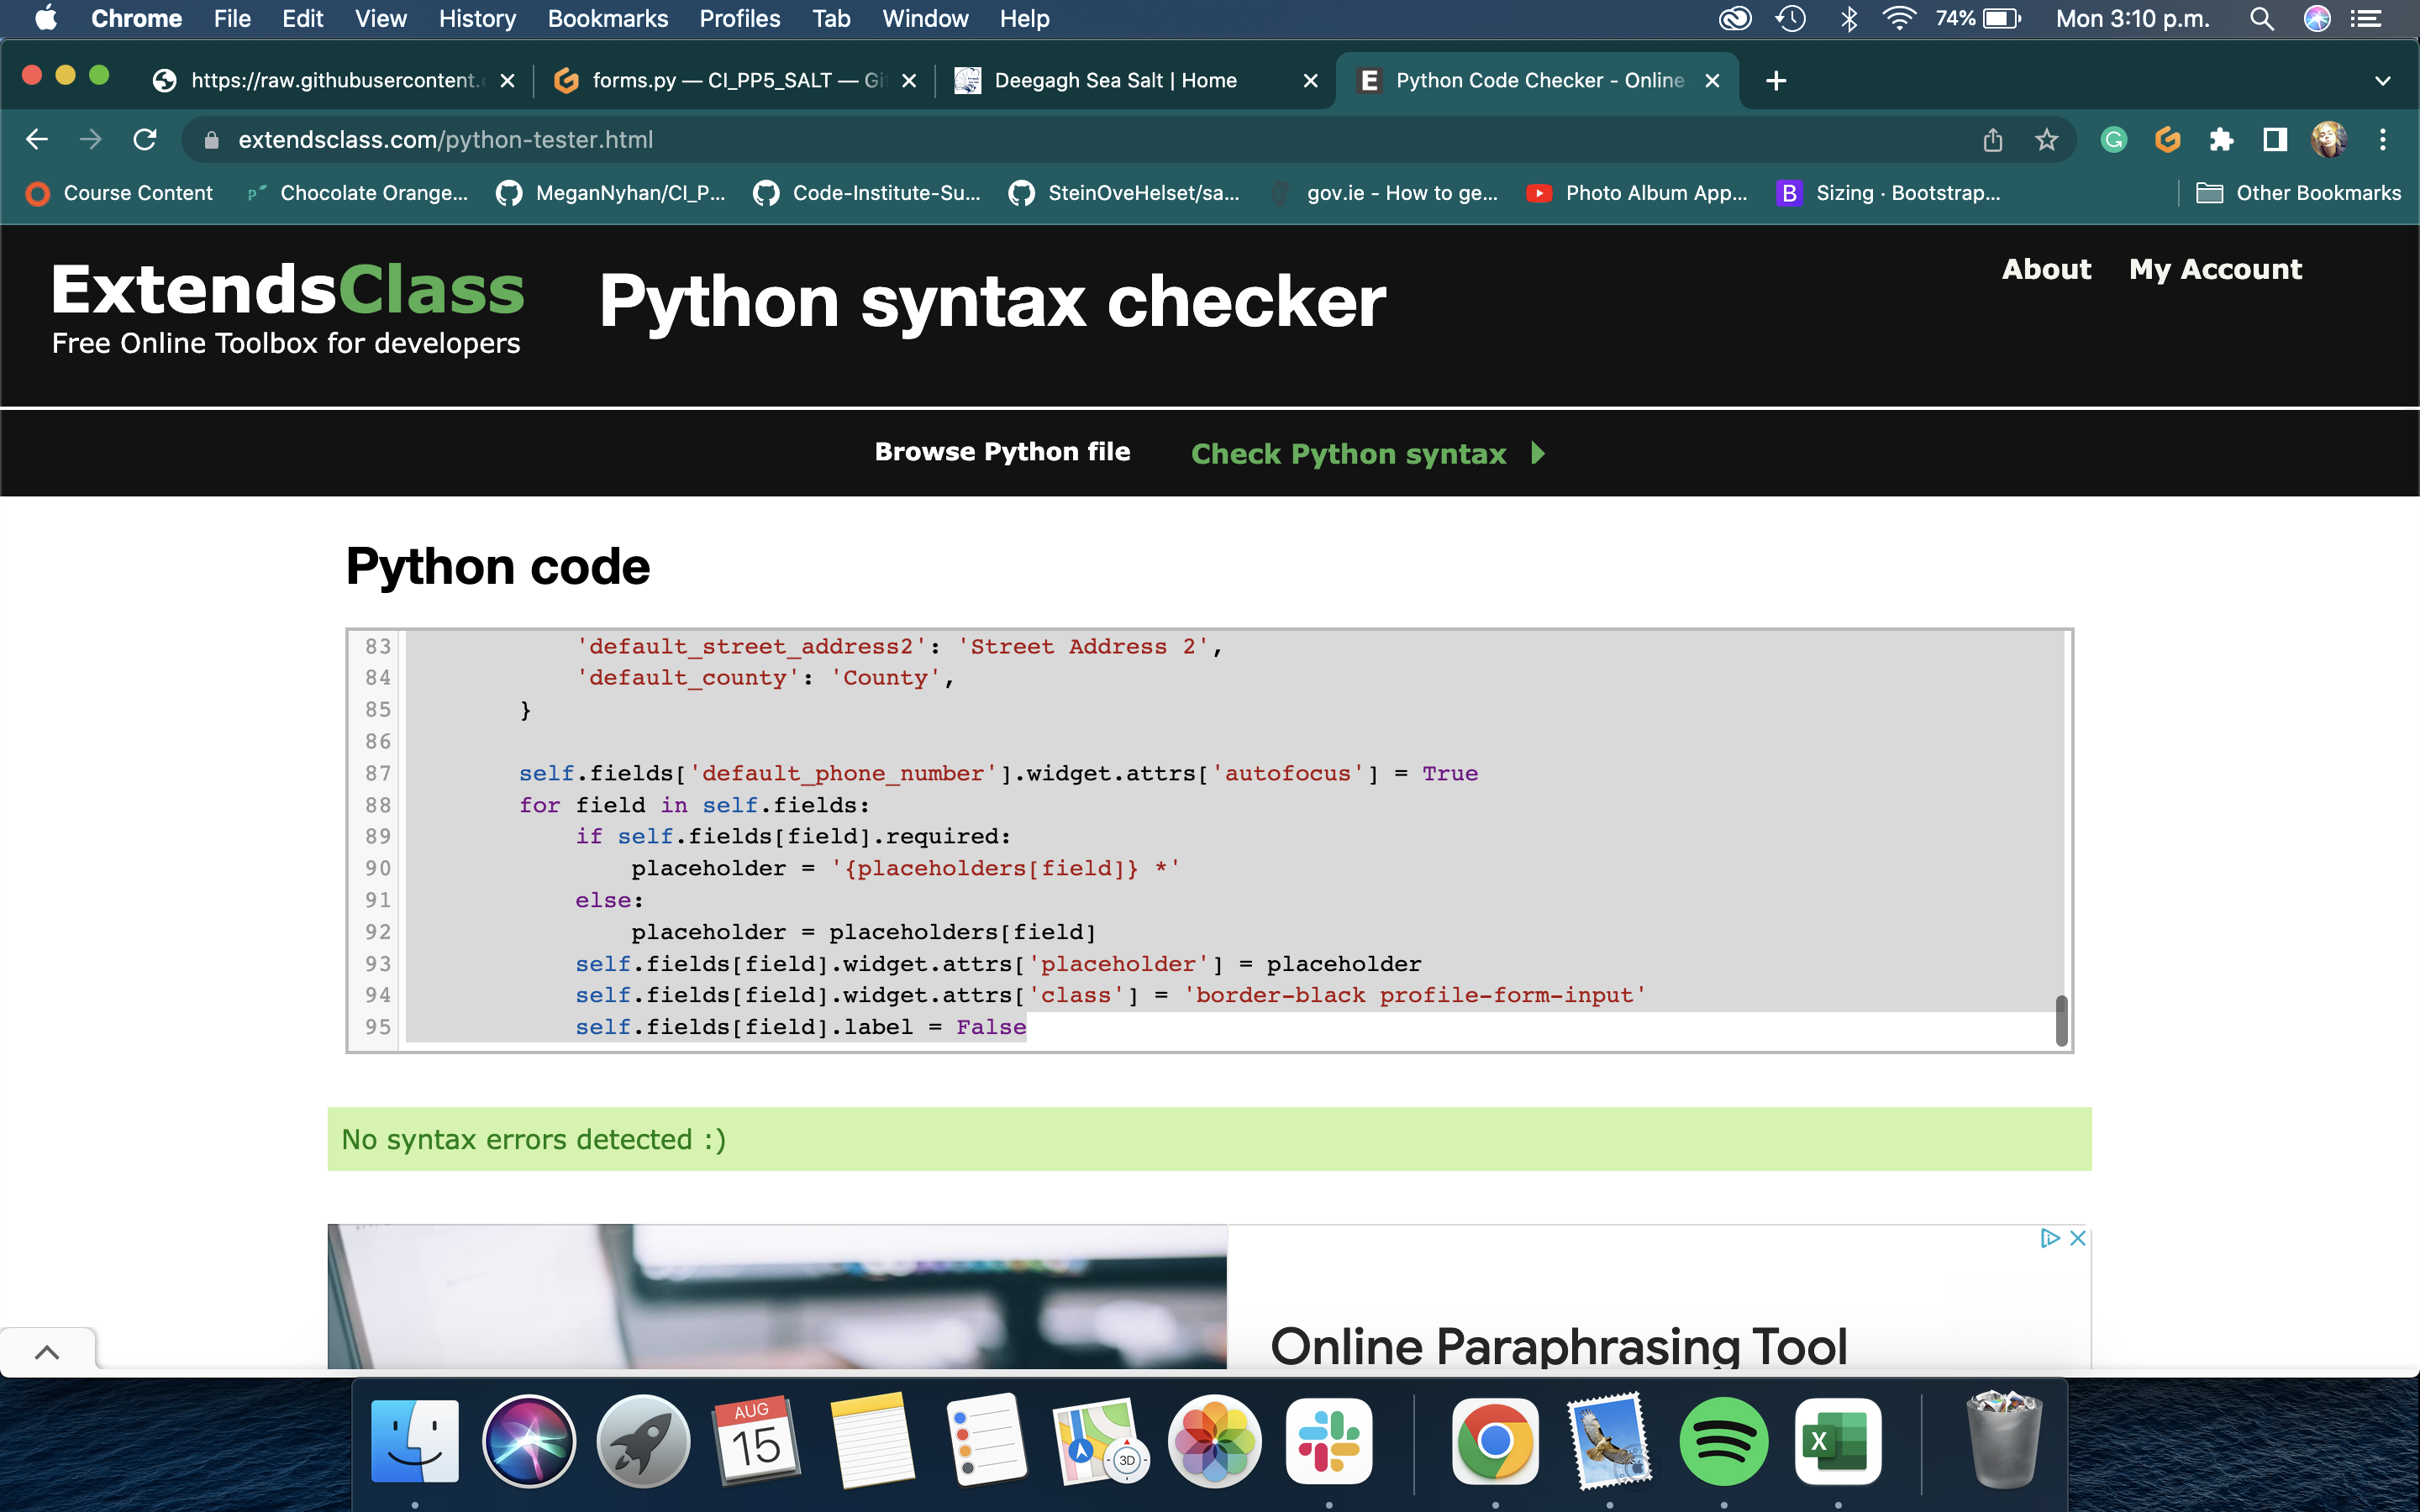 Chrome File Edit View History Bookmarks Profiles Tab Window Help 74% Mon 3:10 p.m.
https://raw.githubusercontent.c forms.py — CI_PP5_SALT — Gi Deegagh Sea Salt | Home E Python Code Checker - Online
extendsclass.com/python-tester.html
Course Content Chocolate Orange... MeganNyhan/CI_P... Code-Institute-Su... SteinOveHelset/sa... gov.ie - How to ge... Photo Album App... B Sizing · Bootstrap... Other Bookmarks
ExtendsClass
Free Online Toolbox for developers
Python syntax checker
About My Account
Browse Python file Check Python syntax
Python code
83 'default_street_address2': 'Street Address 2',
84 'default_county': 'County',
85 }
86
87 self.fields['default_phone_number'].widget.attrs['autofocus'] = True
88 for field in self.fields:
89 if self.fields[field].required:
90 placeholder = '{placeholders[field]} *'
91 else:
92 placeholder = placeholders[field]
93 self.fields[field].widget.attrs['placeholder'] = placeholder
94 self.fields[field].widget.attrs['class'] = 'border-black profile-form-input'
95 self.fields[field].label = False
No syntax errors detected :)
Online Paraphrasing Tool
AUG
15
3D
X